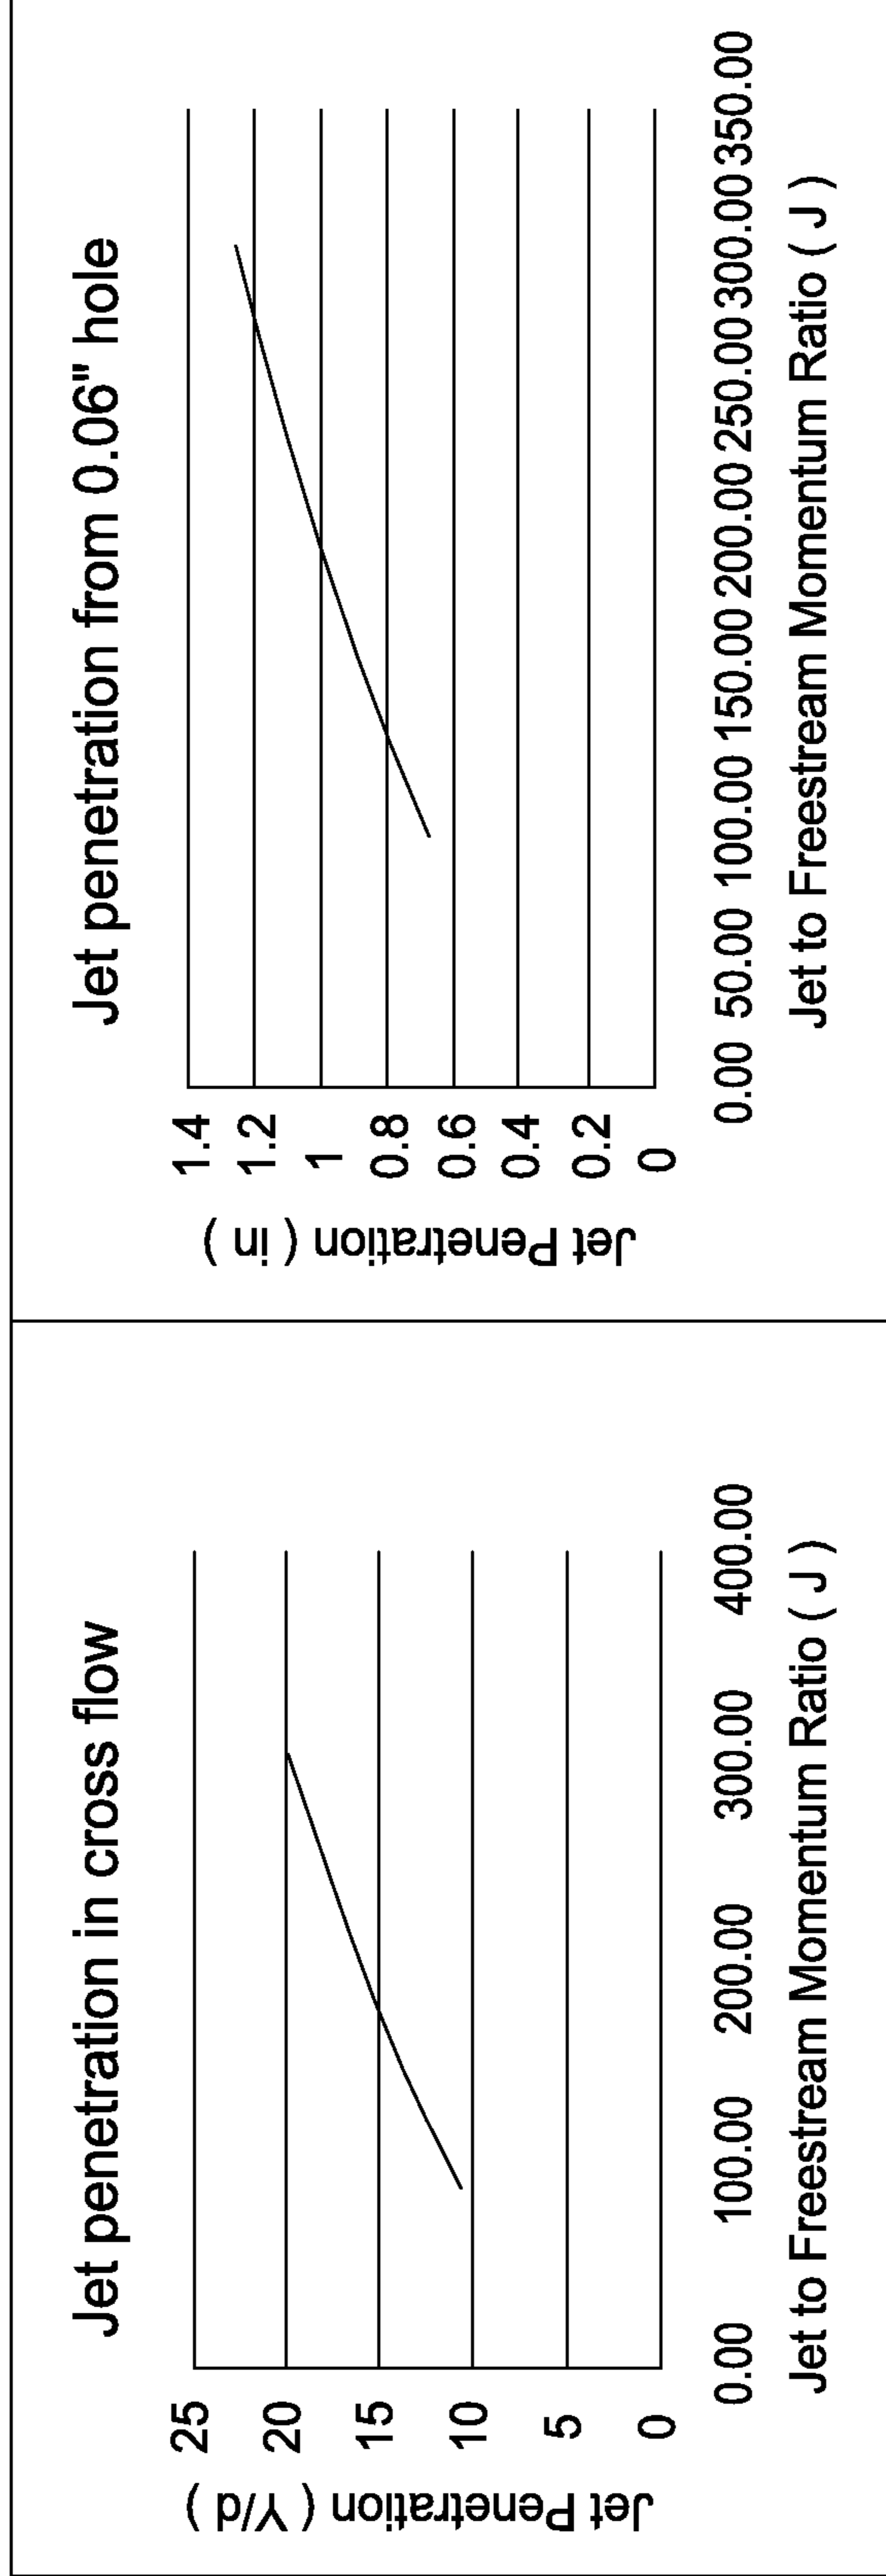 Jet penetration in cross flow
Jet Penetration ( Y/d )
25
20
15
10
5
0
0.00 100.00 200.00 300.00 400.00
Jet to Freestream Momentum Ratio ( J )
Jet penetration from 0.06" hole
Jet Penetration ( in )
1.4
1.2
1
0.8
0.6
0.4
0.2
0
0.00 50.00 100.00 150.00 200.00 250.00 300.00 350.00
Jet to Freestream Momentum Ratio ( J )